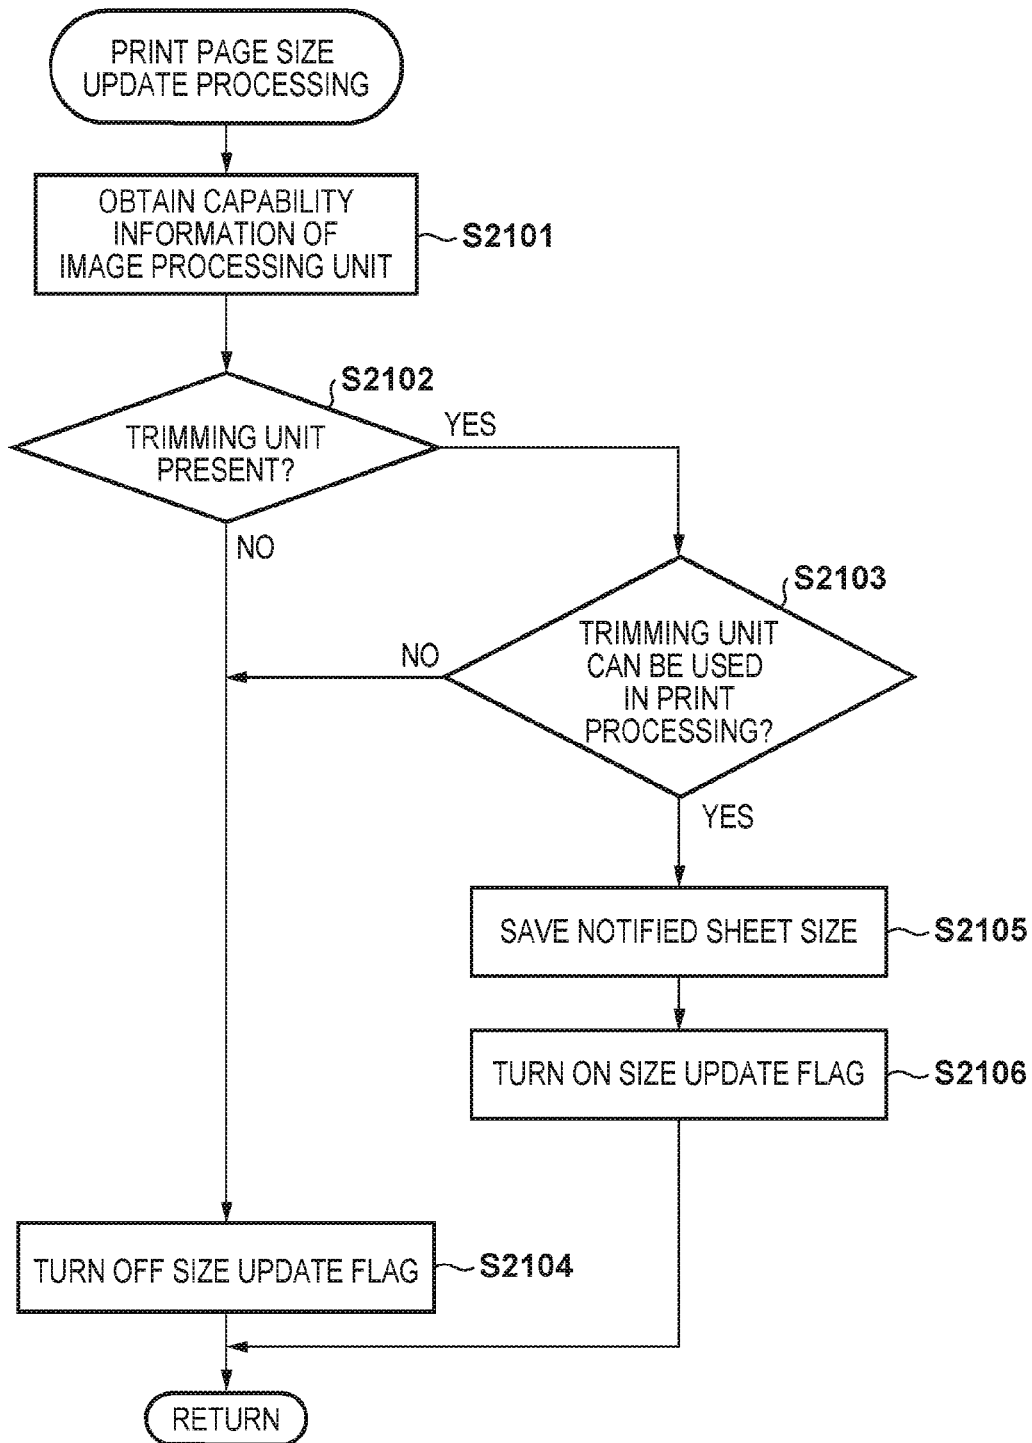 PRINT PAGE SIZE
UPDATE PROCESSING
OBTAIN CAPABILITY
INFORMATION OF
IMAGE PROCESSING UNIT
S2101
S2102
TRIMMING UNIT
PRESENT?
YES
NO
S2103
TRIMMING UNIT
CAN BE USED
IN PRINT
PROCESSING?
NO
YES
SAVE NOTIFIED SHEET SIZE
S2105
TURN ON SIZE UPDATE FLAG
S2106
TURN OFF SIZE UPDATE FLAG
S2104
RETURN